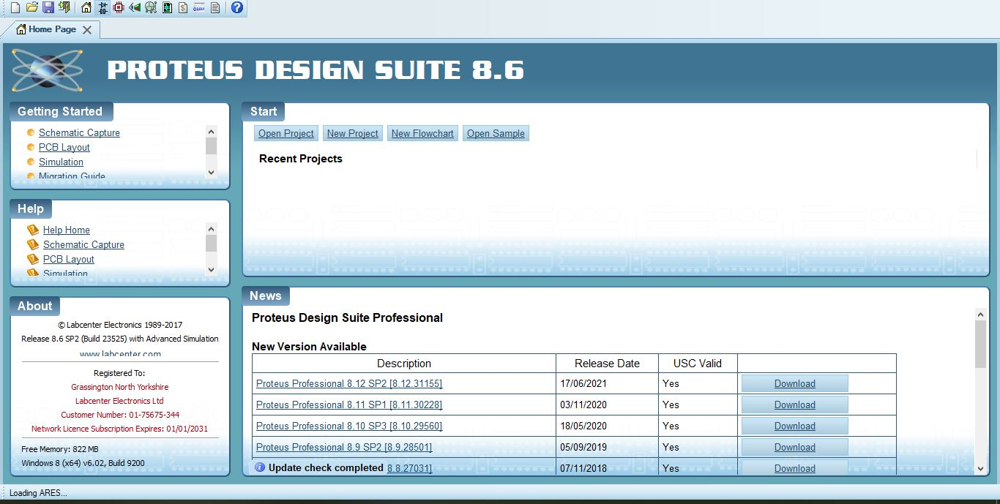 Home Page
PROTEUS DESIGN SUITE 8.6
Getting Started
Schematic Capture
PCB Layout
Simulation
Migration Guide
Help
Help Home
Schematic Capture
PCB Layout
Simulation
About
© Labcenter Electronics 1989-2017
Release 8.6 SP2 (Build 23525) with Advanced Simulation
www.labcenter.com
Registered To:
Grassington North Yorkshire
Labcenter Electronics Ltd
Customer Number: 01-75675-344
Network Licence Subscription Expires: 01/01/2031
Free Memory: 822 MB
Windows 8 (x64) v6.02, Build 9200
Start
Open Project New Project New Flowchart Open Sample
Recent Projects
News
Proteus Design Suite Professional
New Version Available
Description Release Date USC Valid
Proteus Professional 8.12 SP2 [8.12.31155] 17/06/2021 Yes Download
Proteus Professional 8.11 SP1 [8.11.30228] 03/11/2020 Yes Download
Proteus Professional 8.10 SP3 [8.10.29560] 18/05/2020 Yes Download
Proteus Professional 8.9 SP2 [8.9.28501] 05/09/2019 Yes Download
Update check completed 8.8.27031] 07/11/2018 Yes Download
Loading ARES...